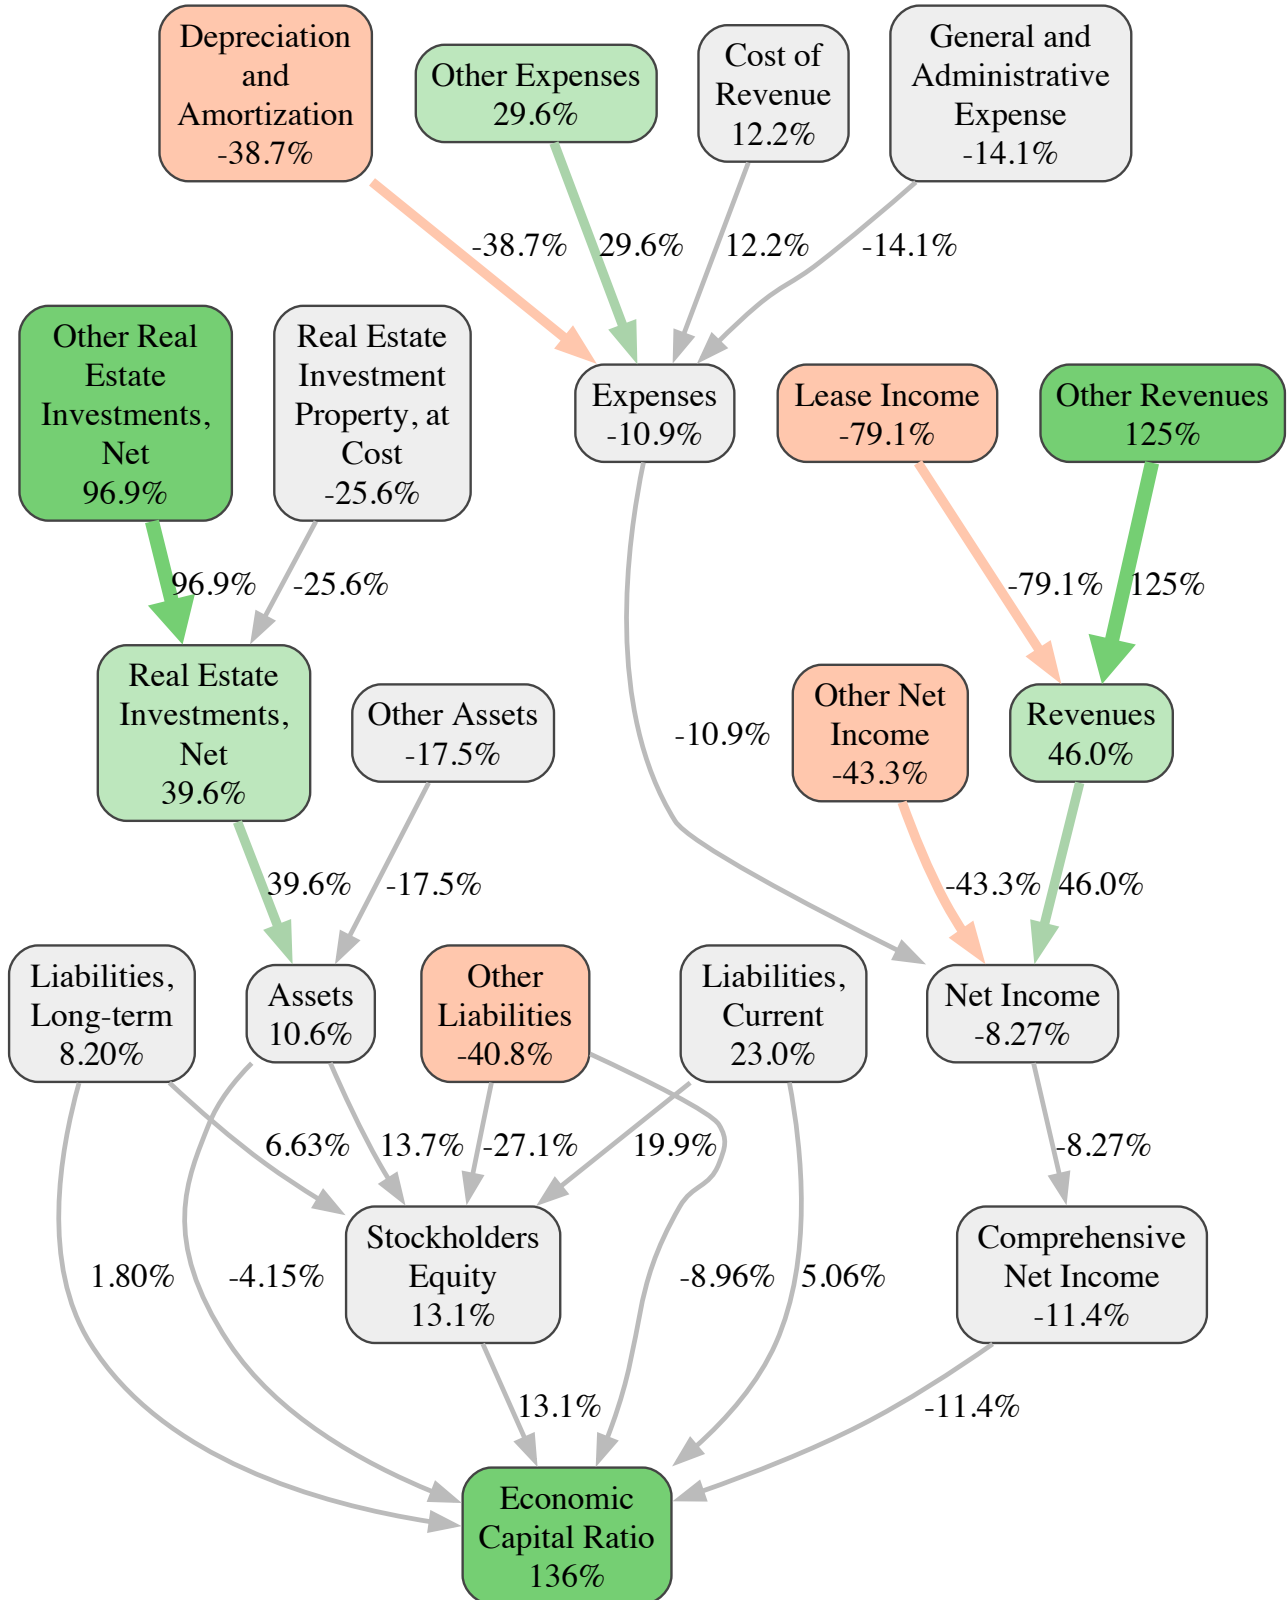 Depreciation
and
Amortization
-38.7%
Other Expenses
29.6%
Cost of
Revenue
12.2%
General and
Administrative
Expense
-14.1%
-38.7%
29.6%
12.2%
-14.1%
Other Real
Estate
Investments,
Net
96.9%
Real Estate
Investment
Property, at
Cost
-25.6%
Expenses
-10.9%
Lease Income
-79.1%
Other Revenues
125%
96.9%
-25.6%
-79.1%
125%
Real Estate
Investments,
Net
39.6%
Other Assets
-17.5%
-10.9%
Other Net
Income
-43.3%
Revenues
46.0%
39.6%
-17.5%
-43.3%
46.0%
Liabilities,
Long-term
8.20%
Assets
10.6%
Other
Liabilities
-40.8%
Liabilities,
Current
23.0%
Net Income
-8.27%
6.63%
13.7%
-27.1%
19.9%
-8.27%
1.80%
-4.15%
Stockholders
Equity
13.1%
-8.96%
5.06%
Comprehensive
Net Income
-11.4%
13.1%
-11.4%
Economic
Capital Ratio
136%